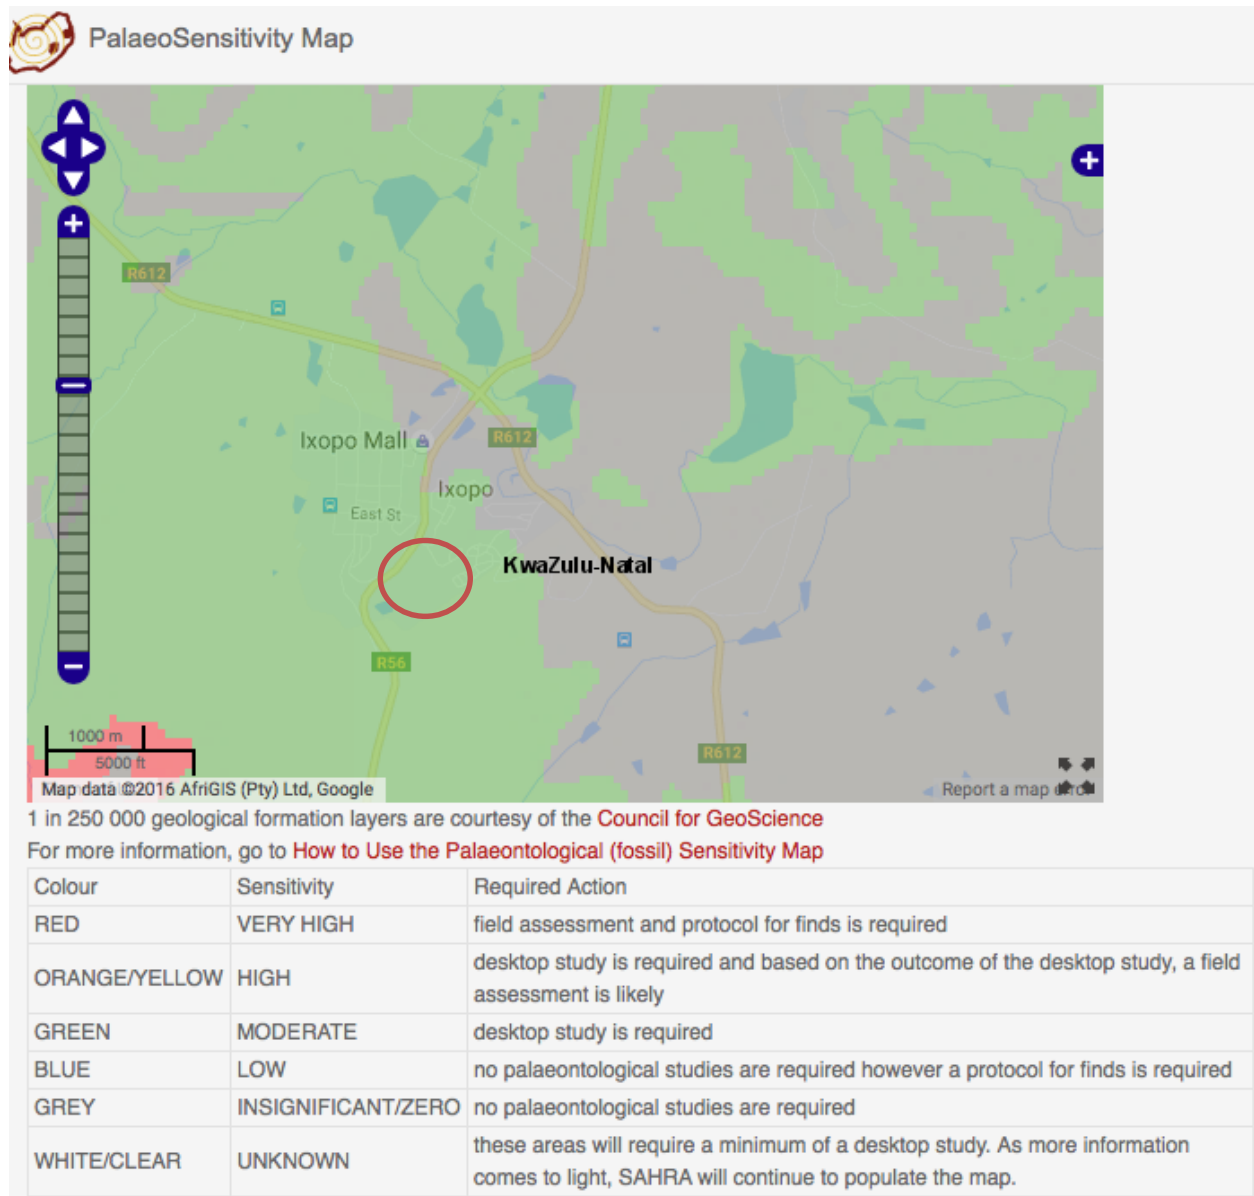 PalaeoSensitivity Map
R612
Ixopo Mall
R612
Ixopo
East St
KwaZulu-Natal
R56
1000 m
5000 ft
R612
Map data ©2016 AfriGIS (Pty) Ltd, Google
Report a map error
1 in 250 000 geological formation layers are courtesy of the Council for GeoScience
For more information, go to How to Use the Palaeontological (fossil) Sensitivity Map
Colour Sensitivity Required Action
RED VERY HIGH field assessment and protocol for finds is required
ORANGE/YELLOW HIGH desktop study is required and based on the outcome of the desktop study, a field
assessment is likely
GREEN MODERATE desktop study is required
BLUE LOW no palaeontological studies are required however a protocol for finds is required
GREY INSIGNIFICANT/ZERO no palaeontological studies are required
WHITE/CLEAR UNKNOWN these areas will require a minimum of a desktop study. As more information
comes to light, SAHRA will continue to populate the map.